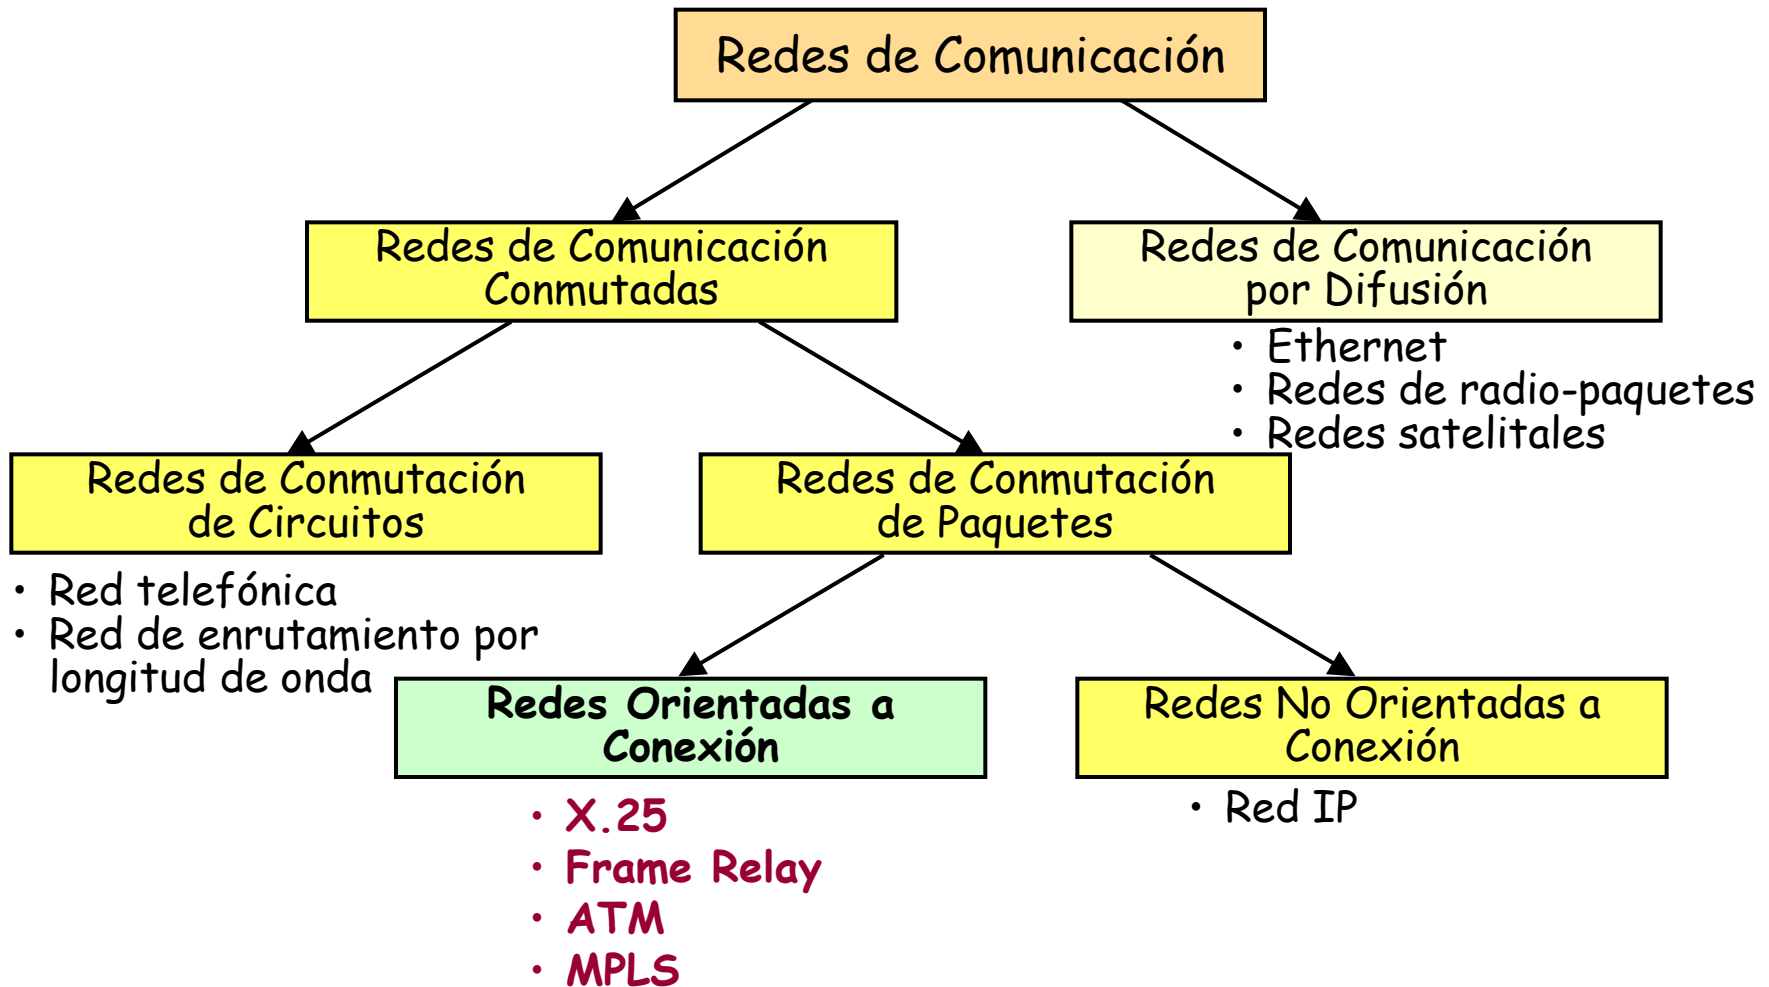 Redes de Comunicación
Redes de Comunicación
Conmutadas
Redes de Comunicación
por Difusión
• Ethernet
• Redes de radio-paquetes
• Redes satelitales
Redes de Conmutación
de Circuitos
Redes de Conmutación
de Paquetes
• Red telefónica
• Red de enrutamiento por
longitud de onda
Redes Orientadas a
Conexión
Redes No Orientadas a
Conexión
• X.25
• Frame Relay
• ATM
• MPLS
• Red IP